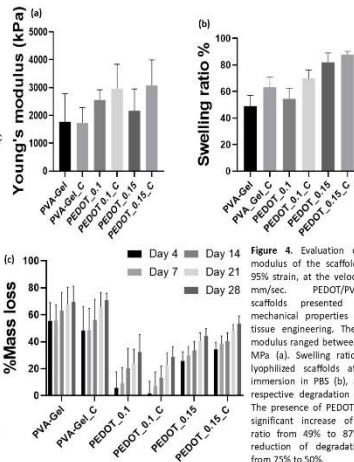 (a)
Young's modulus (kPa)
5000
4000
3000
2000
1000
0
PVA-Gel
PVA-Gel_C
PEDOT_0.1
PEDOT_0.1_C
PEDOT_0.15
PEDOT_0.15_C
(b)
Swelling ratio %
100
80
60
40
20
0
PVA-Gel
PVA_Gel_C
PEDOT_0.1
PEDOT_0.1_C
PEDOT_0.15
PEDOT_0.15_C
(c)
%Mass loss
100
80
60
40
20
0
Day 4
Day 14
Day 7
Day 21
Day 28
PVA-Gel
PVA-Gel_C
PEDOT_0.1
PEDOT_0.1_C
PEDOT_0.15
PEDOT_0.15_C
Figure 4. Evaluation
modulus of the scaffol
95% strain, at the veloc
mm/sec. PEDOT/PV
scaffolds presented
mechanical properties
tissue engineering. The
modulus ranged between
MPa (a). Swelling ratio
lyophilized scaffolds af
immersion in PBS (b),
respective degradation
The presence of PEDOT
significant increase of
ratio from 49% to 87%
reduction of degradat
from 75% to 50%.